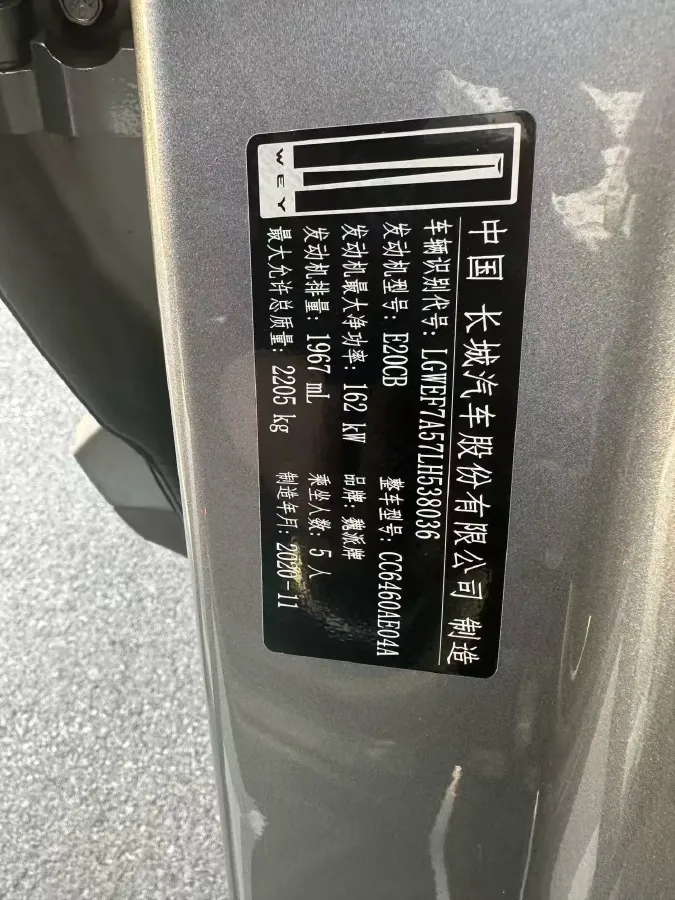 WEY
中国 长城汽车股份有限公司 制造
车辆识别代号: LGWEF7A57LH538036
发动机型号: E20CB 整车型号: CC6460AE04A
发动机最大净功率: 162 kW 品牌: 魏派牌
发动机排量: 1967 mL 乘坐人数: 5 人
最大允许总质量: 2205 kg 制造年月: 2020-11